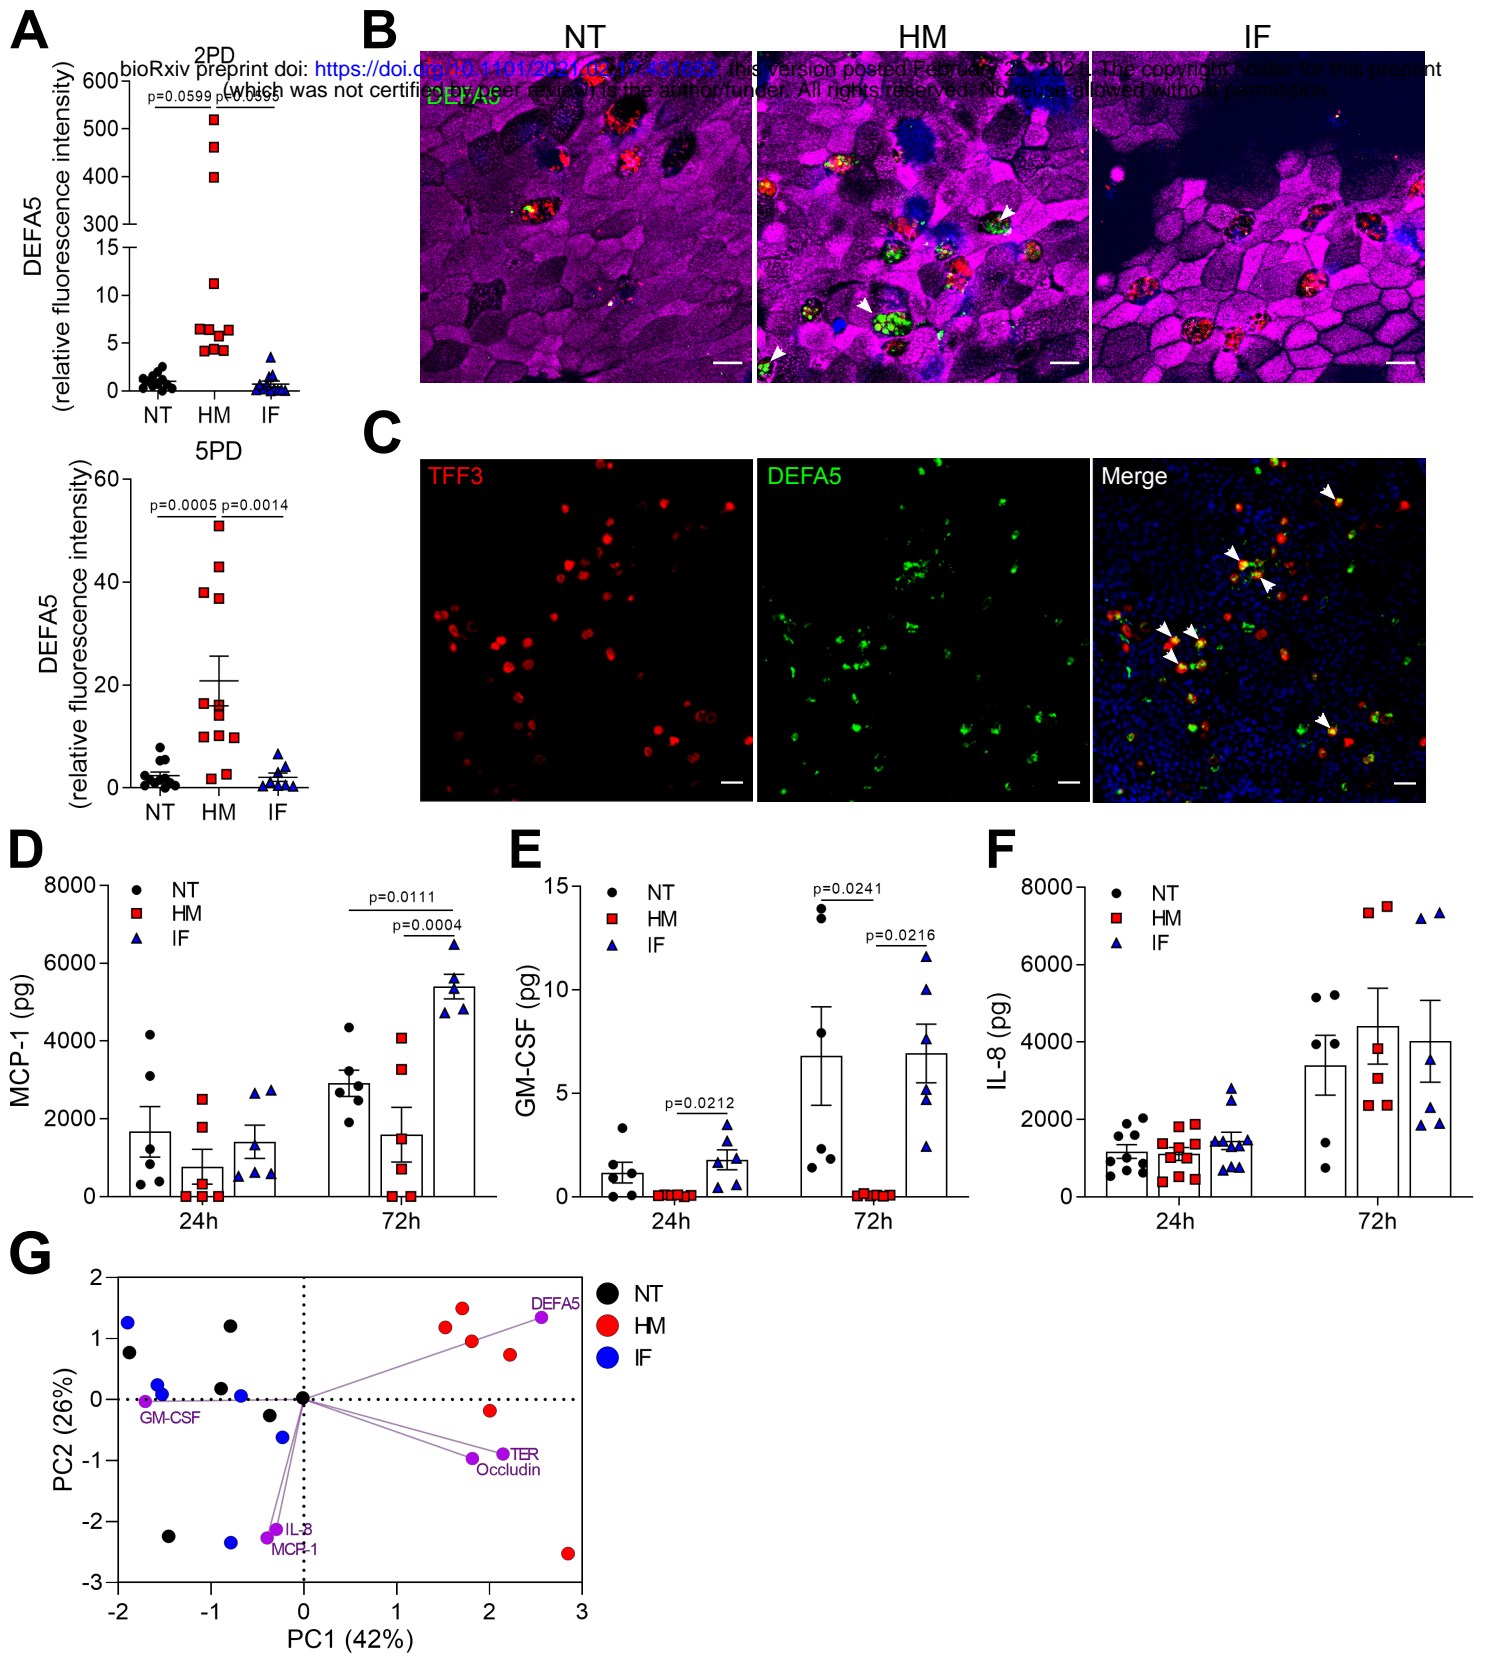 A
B
NT
HM
IF
bioRxiv preprint doi: https://doi.org/10.1101/2021.02.17.431653; this version posted February 25, 2021. The copyright holder for this preprint
(which was not certified by peer review) is the author/funder. All rights reserved. No reuse allowed without permission.
2PD
p=0.0599 p=0.0595
DEFA5
(relative fluorescence intensity)
600
500
400
300
15
10
5
0
NT HM IF
DEFA5
5PD
p=0.0005 p=0.0014
DEFA5
(relative fluorescence intensity)
60
40
20
0
NT HM IF
C
TFF3
DEFA5
Merge
D
MCP-1 (pg)
8000
6000
4000
2000
0
NT
HM
IF
p=0.0111
p=0.0004
24h 72h
E
GM-CSF (pg)
15
10
5
0
NT
HM
IF
p=0.0241
p=0.0216
p=0.0212
24h 72h
F
IL-8 (pg)
8000
6000
4000
2000
0
NT
HM
IF
24h 72h
G
PC2 (26%)
2
1
0
-1
-2
-3
DEFA5
GM-CSF
TER
Occludin
IL-8
MCP-1
-2 -1 0 1 2 3
PC1 (42%)
NT
HM
IF